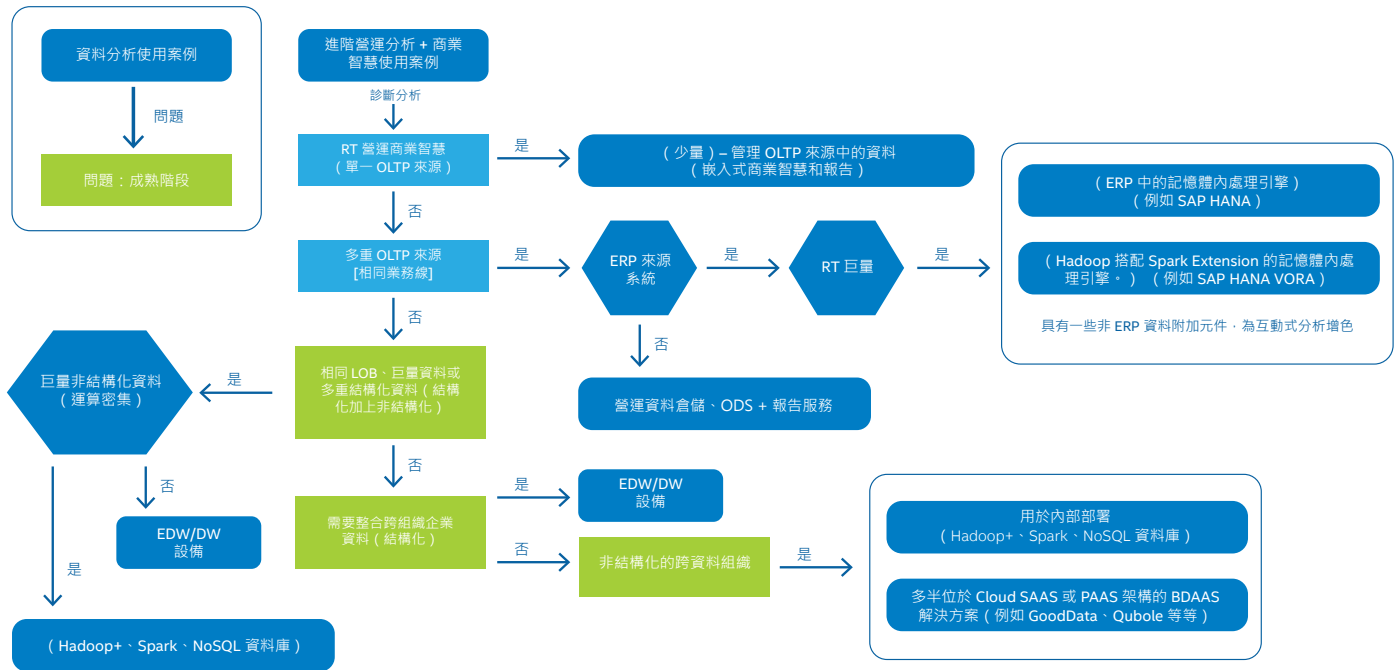 資料分析使用案例
問題
問題：成熟階段
進階營運分析 + 商業
智慧使用案例
診斷分析
RT 營運商業智慧
（單一 OLTP 來源）
是
（少量）– 管理 OLTP 來源中的資料
（嵌入式商業智慧和報告）
否
多重 OLTP 來源
[相同業務線]
是
ERP 來源
系統
是
RT 巨量
是
（ERP 中的記憶體內處理引擎）
（例如 SAP HANA）
（Hadoop 搭配 Spark Extension 的記憶體內處
理引擎。）（例如 SAP HANA VORA）
具有一些非 ERP 資料附加元件，為互動式分析增色
否
營運資料倉儲、ODS + 報告服務
否
相同 LOB、巨量資料或
多重結構化資料（結構
化加上非結構化）
是
巨量非結構化資料
（運算密集）
否
EDW/DW
設備
是
（Hadoop+、Spark、NoSQL 資料庫）
否
需要整合跨組織企業
資料（結構化）
是
EDW/DW
設備
否
非結構化的跨資料組織
是
用於內部部署
（Hadoop+、Spark、NoSQL 資料庫）
多半位於 Cloud SAAS 或 PAAS 架構的 BDAAS
解決方案（例如 GoodData、Qubole 等等）